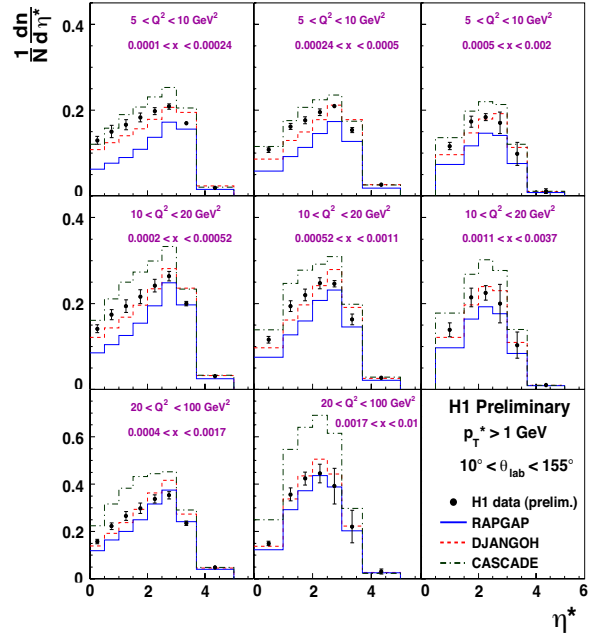 1/N dn/dη*
5 < Q² < 10 GeV²
0.0001 < x < 0.00024
5 < Q² < 10 GeV²
0.00024 < x < 0.0005
5 < Q² < 10 GeV²
0.0005 < x < 0.002
0.4
0.2
0
10 < Q² < 20 GeV²
0.0002 < x < 0.00052
10 < Q² < 20 GeV²
0.00052 < x < 0.0011
10 < Q² < 20 GeV²
0.0011 < x < 0.0037
0.4
0.2
0
20 < Q² < 100 GeV²
0.0004 < x < 0.0017
20 < Q² < 100 GeV²
0.0017 < x < 0.01
0.6
0.4
0.2
0
H1 Preliminary
p_T* > 1 GeV
10° < θ_lab < 155°
H1 data (prelim.)
RAPGAP
DJANGOH
CASCADE
0 2 4 6 0 2 4 6 0 2 4 6
η*